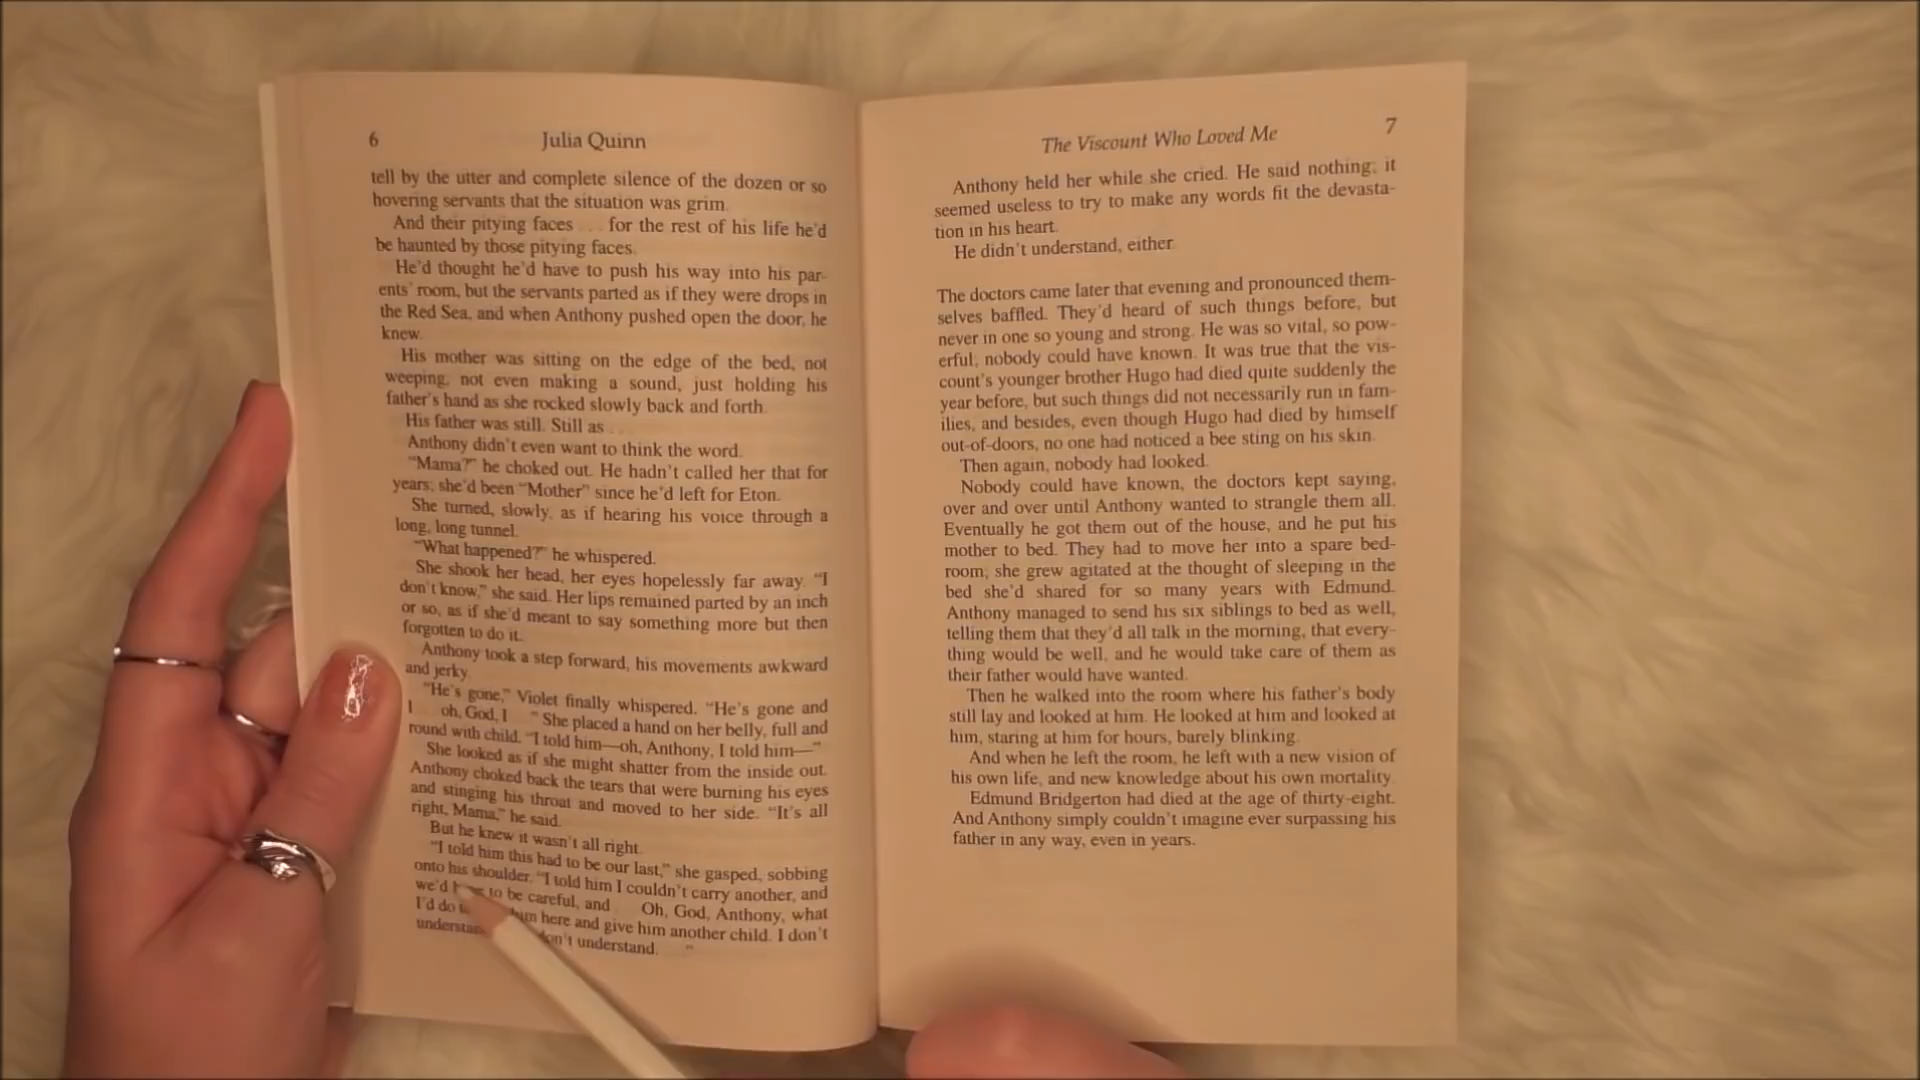 6
Julia Quinn
tell by the utter and complete silence of the dozen or so
hovering servants that the situation was grim.
And their pitying faces . . . for the rest of his life he'd
be haunted by those pitying faces.
He'd thought he'd have to push his way into his par-
ents' room, but the servants parted as if they were drops in
the Red Sea, and when Anthony pushed open the door, he
knew.
His mother was sitting on the edge of the bed, not
weeping, not even making a sound, just holding his
father's hand as she rocked slowly back and forth.
His father was still. Still as . . .
Anthony didn't even want to think the word.
"Mama?" he choked out. He hadn't called her that for
years; she'd been "Mother" since he'd left for Eton.
She turned, slowly, as if hearing his voice through a
long, long tunnel.
"What happened?" he whispered.
She shook her head, her eyes hopelessly far away. "I
don't know," she said. Her lips remained parted by an inch
or so, as if she'd meant to say something more but then
forgotten to do it.
Anthony took a step forward, his movements awkward
and jerky.
"He's gone," Violet finally whispered. "He's gone and
I . . . oh, God, I . . ." She placed a hand on her belly, full and
round with child. "I told him—oh, Anthony, I told him—"
She looked as if she might shatter from the inside out.
Anthony choked back the tears that were burning his eyes
and stinging his throat and moved to her side. "It's all
right, Mama," he said.
But he knew it wasn't all right.
"I told him this had to be our last," she gasped, sobbing
onto his shoulder. "I told him I couldn't carry another, and
we'd to be careful, and . . . Oh, God, Anthony, what
I'd do him here and give him another child. I don't
understand don't understand. . . ."
The Viscount Who Loved Me
7
Anthony held her while she cried. He said nothing; it
seemed useless to try to make any words fit the devasta-
tion in his heart.
He didn't understand, either.
The doctors came later that evening and pronounced them-
selves baffled. They'd heard of such things before, but
never in one so young and strong. He was so vital, so pow-
erful; nobody could have known. It was true that the vis-
count's younger brother Hugo had died quite suddenly the
year before, but such things did not necessarily run in fam-
ilies, and besides, even though Hugo had died by himself
out-of-doors, no one had noticed a bee sting on his skin.
Then again, nobody had looked.
Nobody could have known, the doctors kept saying,
over and over until Anthony wanted to strangle them all.
Eventually he got them out of the house, and he put his
mother to bed. They had to move her into a spare bed-
room; she grew agitated at the thought of sleeping in the
bed she'd shared for so many years with Edmund.
Anthony managed to send his six siblings to bed as well,
telling them that they'd all talk in the morning, that every-
thing would be well, and he would take care of them as
their father would have wanted.
Then he walked into the room where his father's body
still lay and looked at him. He looked at him and looked at
him, staring at him for hours, barely blinking.
And when he left the room, he left with a new vision of
his own life, and new knowledge about his own mortality.
Edmund Bridgerton had died at the age of thirty-eight.
And Anthony simply couldn't imagine ever surpassing his
father in any way, even in years.